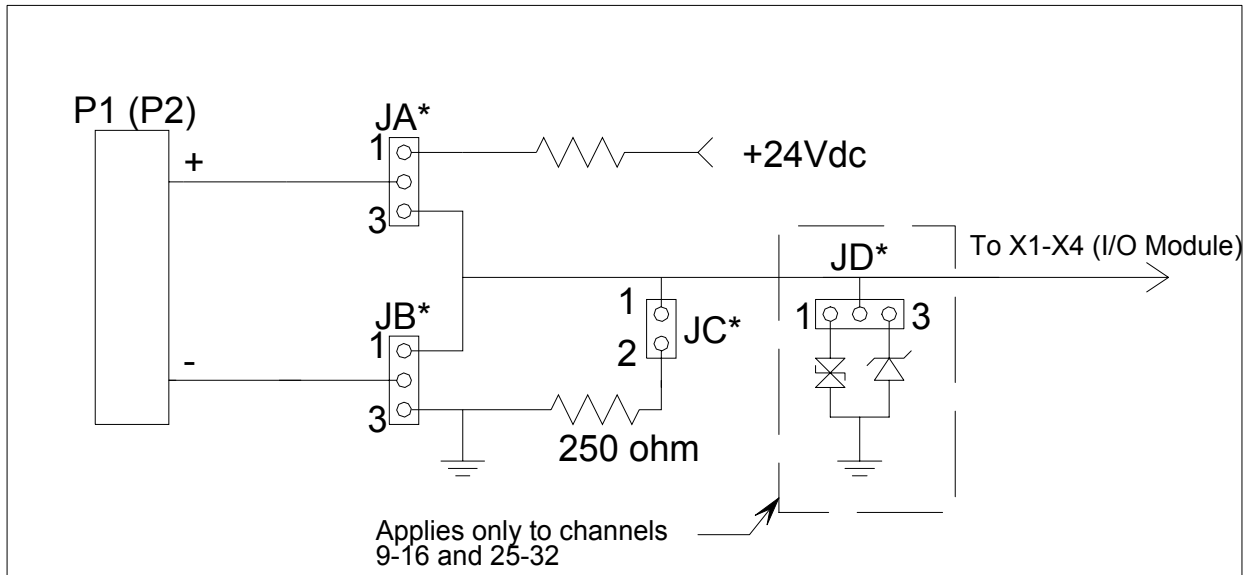 P1 (P2)
+
-
JA*
1
3
+24Vdc
JB*
1
3
1
2
JC*
250 ohm
JD*
1
3
To X1-X4 (I/O Module)
Applies only to channels
9-16 and 25-32